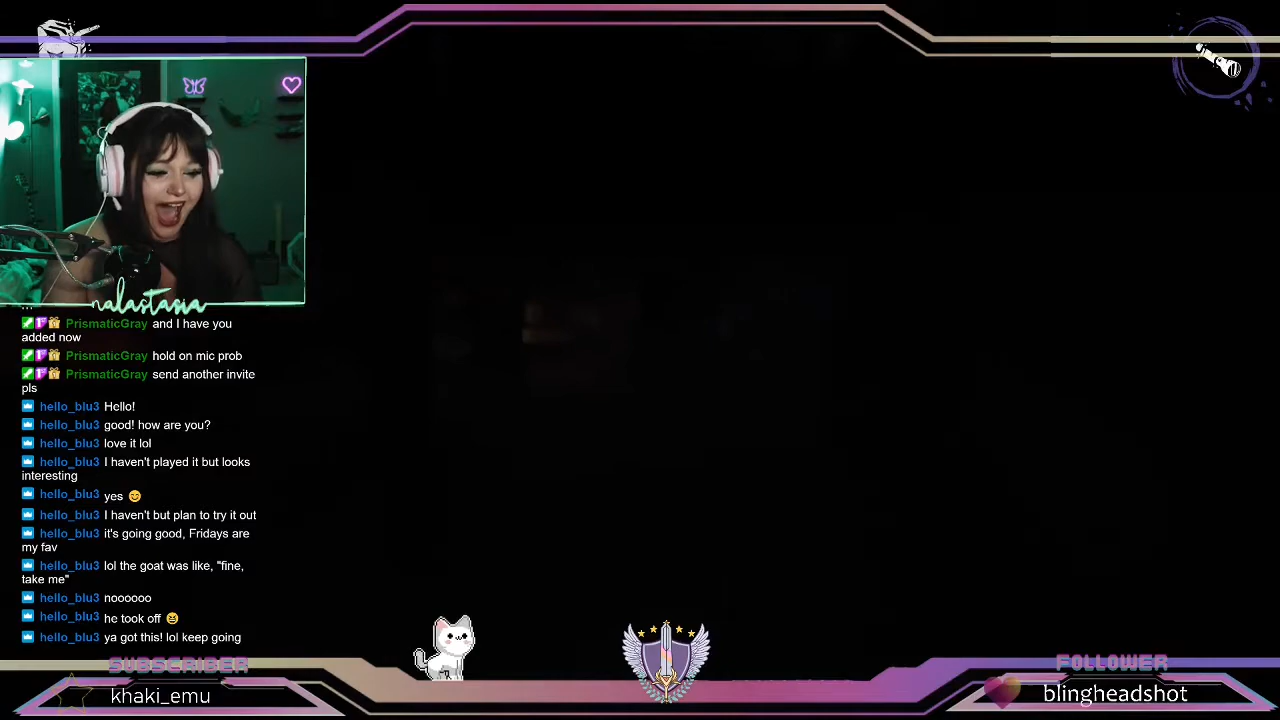 nalastasia
PrismaticGray and I have you
added now
PrismaticGray hold on mic prob
PrismaticGray send another invite
pls
hello_blu3 Hello!
hello_blu3 good! how are you?
hello_blu3 love it lol
hello_blu3 I haven't played it but looks
interesting
hello_blu3 yes 😊
hello_blu3 I haven't but plan to try it out
hello_blu3 it's going good, Fridays are
my fav
hello_blu3 lol the goat was like, "fine,
take me"
hello_blu3 noooooo
hello_blu3 he took off 😆
hello_blu3 ya got this! lol keep going
SUBSCRIBER
khaki_emu
FOLLOWER
blingheadshot